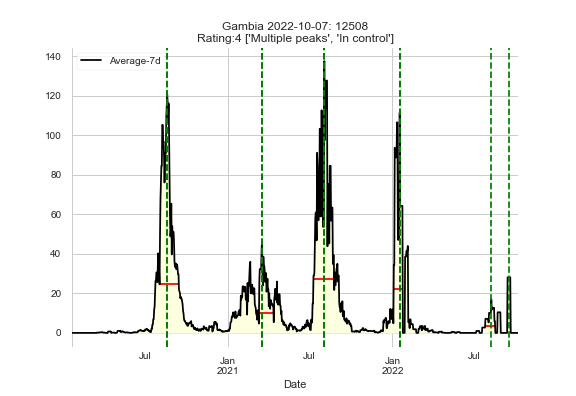 Gambia 2022-10-07: 12508
Rating:4 ['Multiple peaks', 'In control']
140
Average-7d
120
100
80
60
40
20
0
Jul Jan Jul Jan Jul
2021 2022
Date